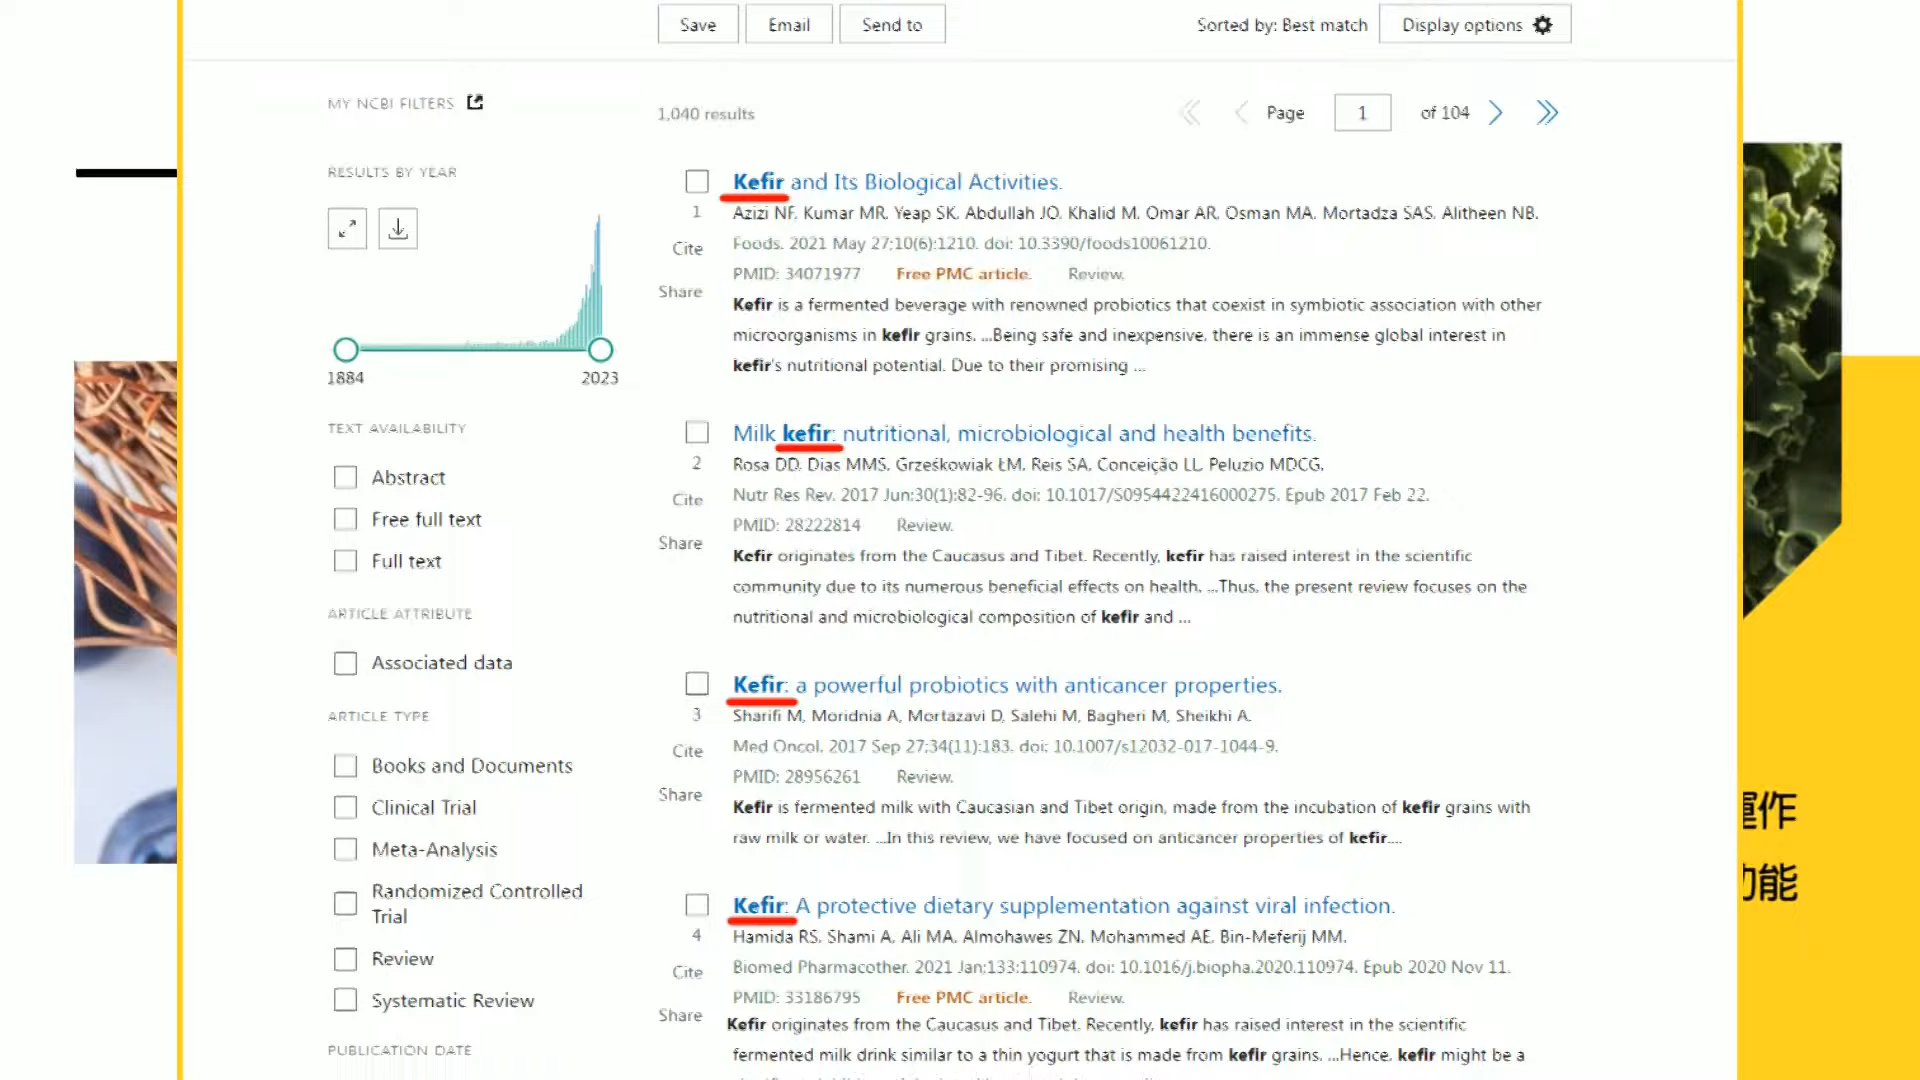 Save Email Send to Sorted by: Best match Display options
MY NCBI FILTERS
1,040 results
Page 1 of 104
RESULTS BY YEAR
1884 2023
TEXT AVAILABILITY
Abstract
Free full text
Full text
ARTICLE ATTRIBUTE
Associated data
ARTICLE TYPE
Books and Documents
Clinical Trial
Meta-Analysis
Randomized Controlled
Trial
Review
Systematic Review
PUBLICATION DATE
Kefir and Its Biological Activities.
1
Cite
Share
Azizi NF, Kumar MR, Yeap SK, Abdullah JO, Khalid M, Omar AR, Osman MA, Mortadza SAS, Alitheen NB.
Foods. 2021 May 27;10(6):1210. doi: 10.3390/foods10061210.
PMID: 34071977 Free PMC article. Review.
Kefir is a fermented beverage with renowned probiotics that coexist in symbiotic association with other
microorganisms in kefir grains. ...Being safe and inexpensive, there is an immense global interest in
kefir's nutritional potential. Due to their promising ...
Milk kefir: nutritional, microbiological and health benefits.
2
Cite
Share
Rosa DD, Dias MMS, Grześkowiak ŁM, Reis SA, Conceição LL, Peluzio MDCG.
Nutr Res Rev. 2017 Jun;30(1):82-96. doi: 10.1017/S0954422416000275. Epub 2017 Feb 22.
PMID: 28222814 Review.
Kefir originates from the Caucasus and Tibet. Recently, kefir has raised interest in the scientific
community due to its numerous beneficial effects on health. ...Thus, the present review focuses on the
nutritional and microbiological composition of kefir and ...
Kefir: a powerful probiotics with anticancer properties.
3
Cite
Share
Sharifi M, Moridnia A, Mortazavi D, Salehi M, Bagheri M, Sheikhi A.
Med Oncol. 2017 Sep 27;34(11):183. doi: 10.1007/s12032-017-1044-9.
PMID: 28956261 Review.
Kefir is fermented milk with Caucasian and Tibet origin, made from the incubation of kefir grains with
raw milk or water. ...In this review, we have focused on anticancer properties of kefir....
Kefir: A protective dietary supplementation against viral infection.
4
Cite
Share
Hamida RS, Shami A, Ali MA, Almohawes ZN, Mohammed AE, Bin-Meferij MM.
Biomed Pharmacother. 2021 Jan;133:110974. doi: 10.1016/j.biopha.2020.110974. Epub 2020 Nov 11.
PMID: 33186795 Free PMC article. Review.
Kefir originates from the Caucasus and Tibet. Recently, kefir has raised interest in the scientific
fermented milk drink similar to a thin yogurt that is made from kefir grains. ...Hence, kefir might be a
運作
功能